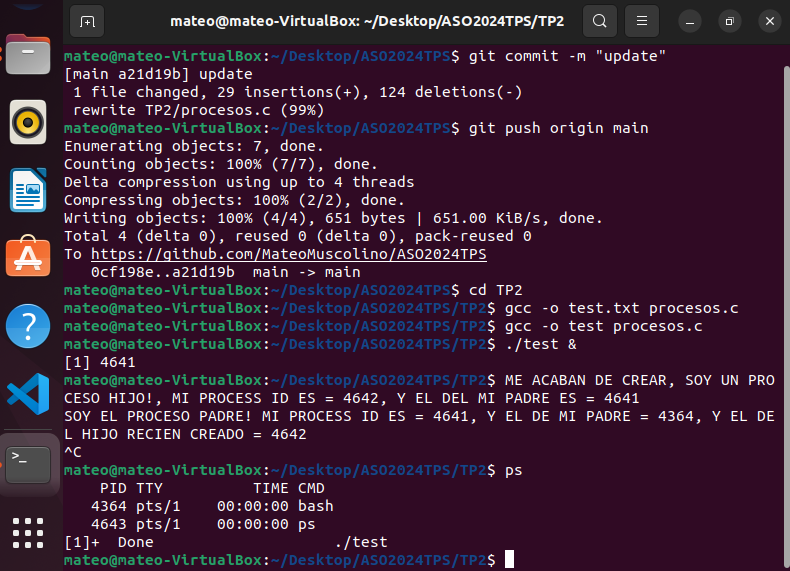 mateo@mateo-VirtualBox: ~/Desktop/ASO2024TPS/TP2
mateo@mateo-VirtualBox:~/Desktop/ASO2024TPS$ git commit -m "update"
[main a21d19b] update
 1 file changed, 29 insertions(+), 124 deletions(-)
 rewrite TP2/procesos.c (99%)
mateo@mateo-VirtualBox:~/Desktop/ASO2024TPS$ git push origin main
Enumerating objects: 7, done.
Counting objects: 100% (7/7), done.
Delta compression using up to 4 threads
Compressing objects: 100% (2/2), done.
Writing objects: 100% (4/4), 651 bytes | 651.00 KiB/s, done.
Total 4 (delta 0), reused 0 (delta 0), pack-reused 0
To https://github.com/MateoMuscolino/ASO2024TPS
   0cf198e..a21d19b  main -> main
mateo@mateo-VirtualBox:~/Desktop/ASO2024TPS$ cd TP2
mateo@mateo-VirtualBox:~/Desktop/ASO2024TPS/TP2$ gcc -o test.txt procesos.c
mateo@mateo-VirtualBox:~/Desktop/ASO2024TPS/TP2$ gcc -o test procesos.c
mateo@mateo-VirtualBox:~/Desktop/ASO2024TPS/TP2$ ./test &
[1] 4641
mateo@mateo-VirtualBox:~/Desktop/ASO2024TPS/TP2$ ME ACABAN DE CREAR, SOY UN PRO
CESO HIJO!, MI PROCESS ID ES = 4642, Y EL DEL MI PADRE ES = 4641
SOY EL PROCESO PADRE! MI PROCESS ID ES = 4641, Y EL DE MI PADRE = 4364, Y EL DE
L HIJO RECIEN CREADO = 4642
^C
mateo@mateo-VirtualBox:~/Desktop/ASO2024TPS/TP2$ ps
    PID TTY          TIME CMD
   4364 pts/1    00:00:00 bash
   4643 pts/1    00:00:00 ps
[1]+  Done                    ./test
mateo@mateo-VirtualBox:~/Desktop/ASO2024TPS/TP2$